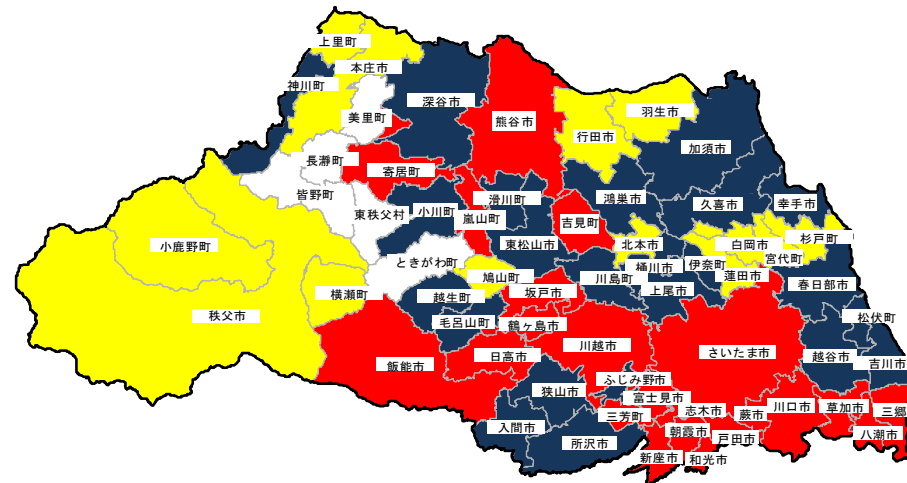 上里町
本庄市
神川町
深谷市
羽生市
美里町
熊谷市
行田市
加須市
長瀞町
寄居町
皆野町
滑川町
鴻巣市
久喜市
幸手市
東秩父村
小川町
嵐山町
吉見町
小鹿野町
東松山市
北本市
白岡市
杉戸町
ときがわ町
桶川市
伊奈町
宮代町
鳩山町
川島町
蓮田市
横瀬町
越生町
坂戸市
上尾市
春日部市
秩父市
毛呂山町
鶴ヶ島市
松伏町
飯能市
日高市
川越市
さいたま市
越谷市
吉川市
ふじみ野市
狭山市
富士見市
三芳町
志木市
蕨市
川口市
草加市
三郷
入間市
所沢市
朝霞市
戸田市
八潮市
新座市
和光市